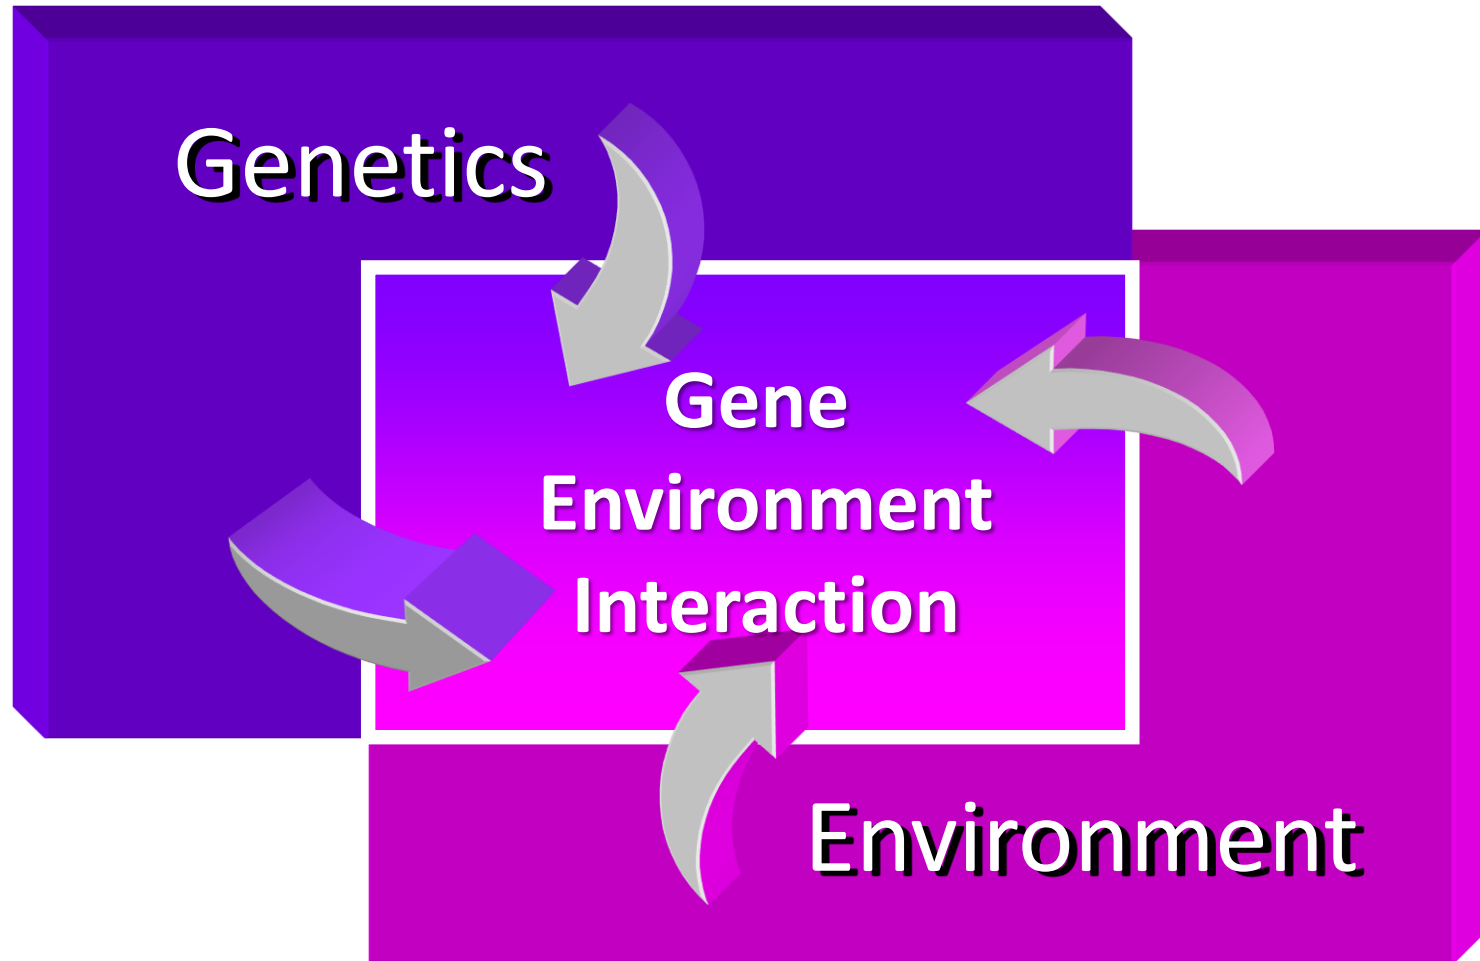 Genetics
Gene
Environment
Interaction
Environment